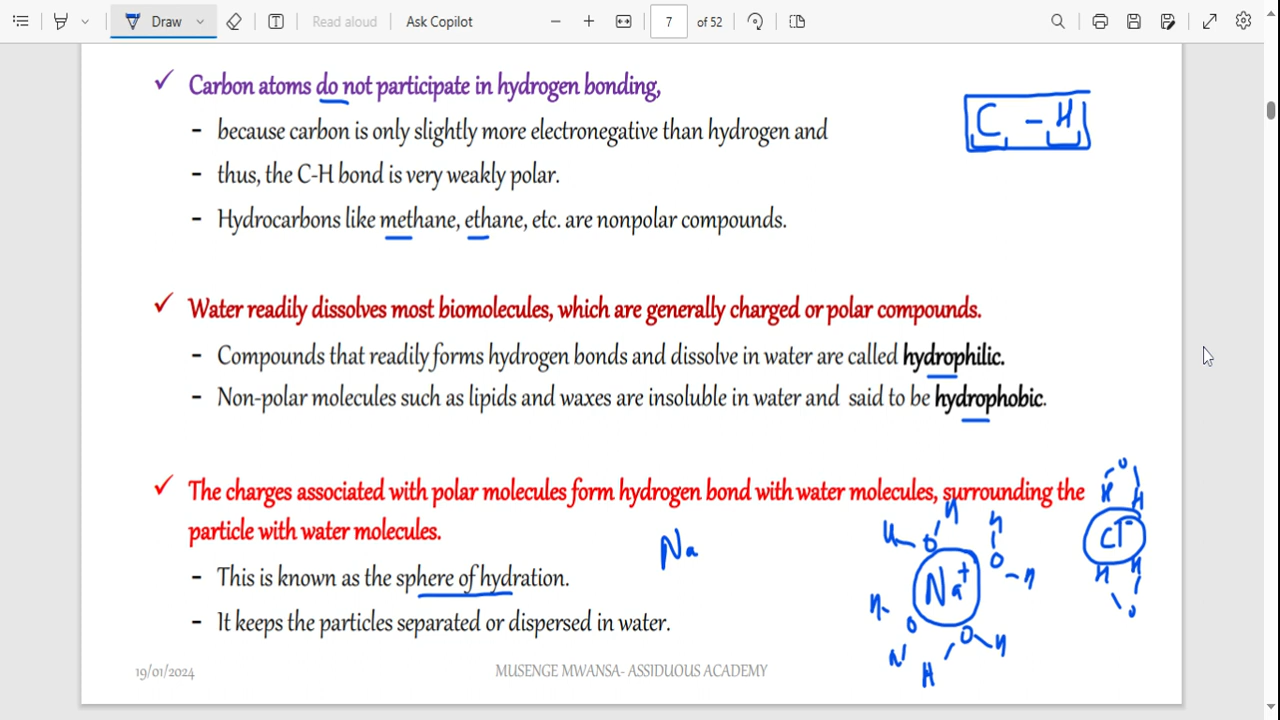 Draw
Read aloud
Ask Copilot
7 of 52
✓ Carbon atoms do not participate in hydrogen bonding,
- because carbon is only slightly more electronegative than hydrogen and
- thus, the C-H bond is very weakly polar.
- Hydrocarbons like methane, ethane, etc. are nonpolar compounds.
C - H
✓ Water readily dissolves most biomolecules, which are generally charged or polar compounds.
- Compounds that readily forms hydrogen bonds and dissolve in water are called hydrophilic.
- Non-polar molecules such as lipids and waxes are insoluble in water and said to be hydrophobic.
✓ The charges associated with polar molecules form hydrogen bond with water molecules, surrounding the
particle with water molecules.
- This is known as the sphere of hydration.
- It keeps the particles separated or dispersed in water.
Na
H O H
H O H
Na+
H O H
H O H
O
H H
Cl-
H H
O
19/01/2024
MUSENGE MWANSA- ASSIDUOUS ACADEMY